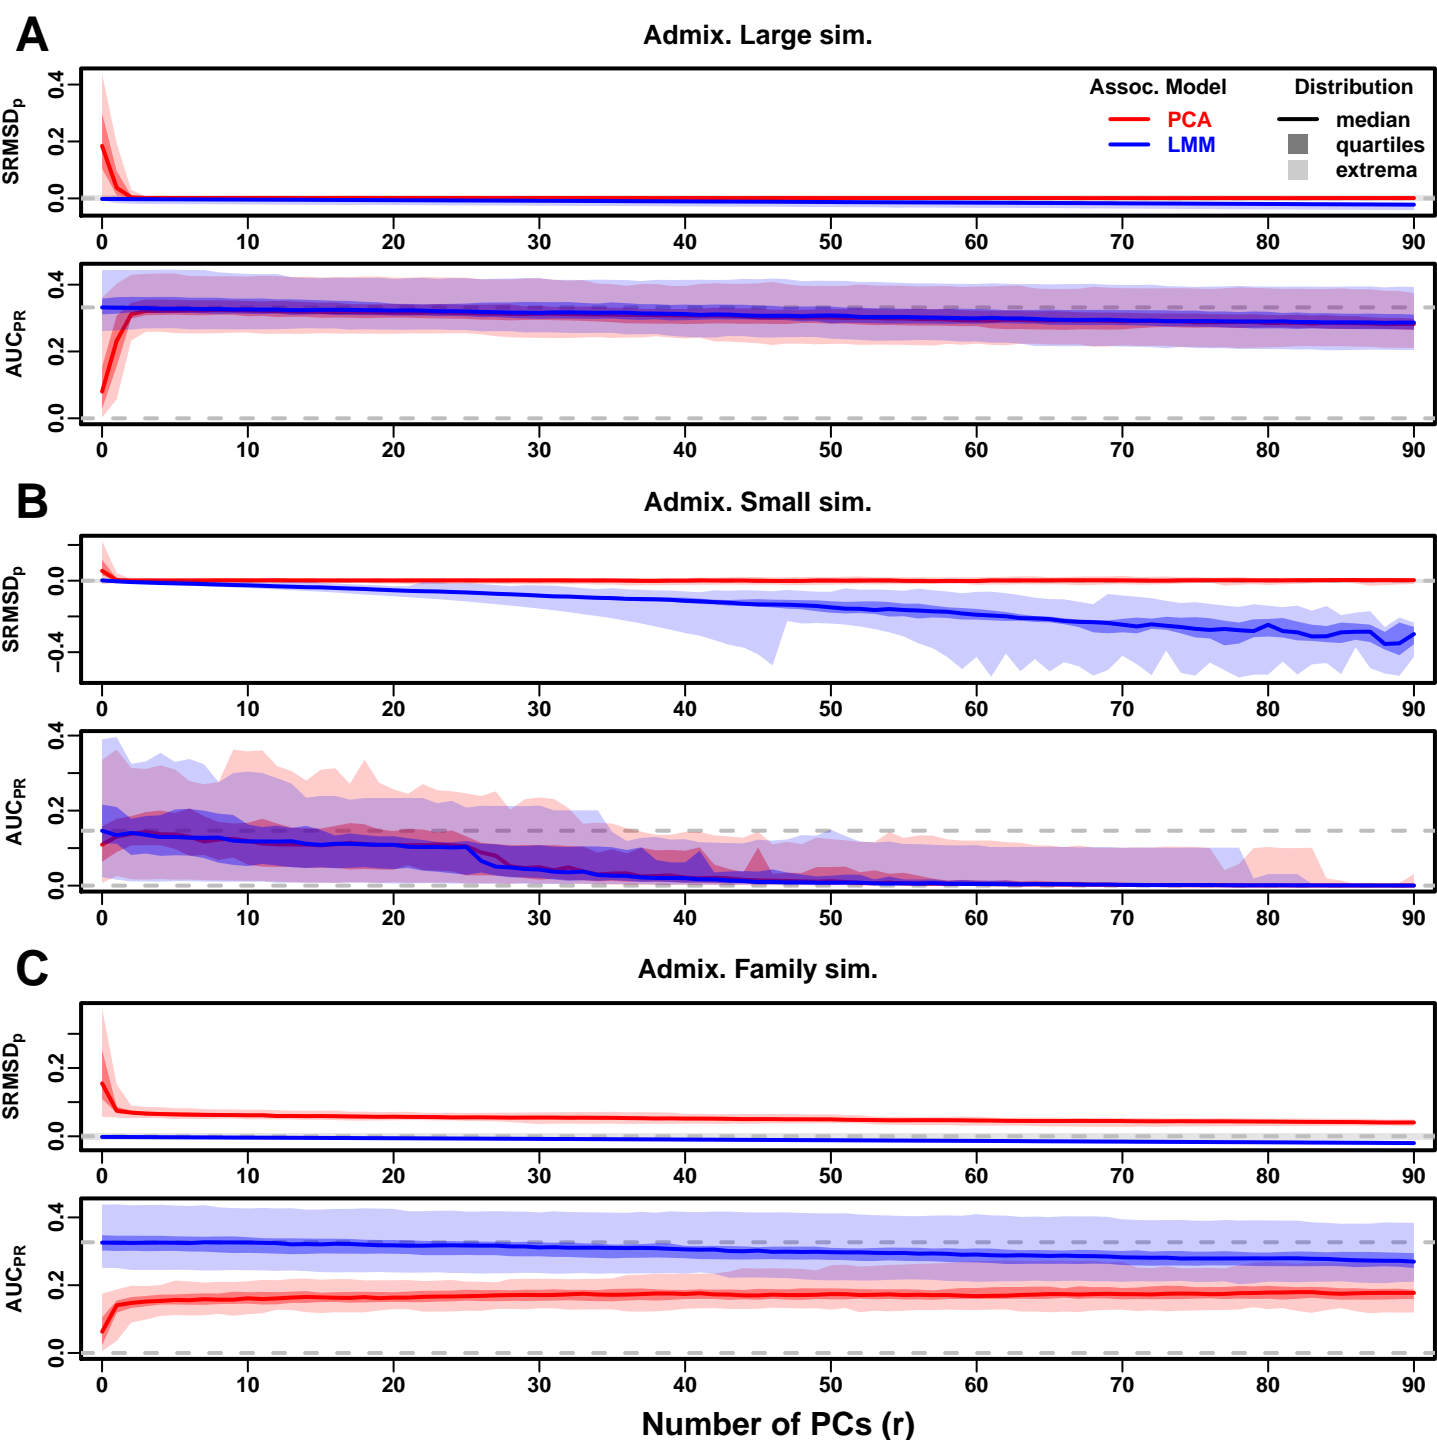 A
Admix. Large sim.
SRMSDp
0.0 0.2 0.4
Assoc. Model
PCA
LMM
Distribution
median
quartiles
extrema
0 10 20 30 40 50 60 70 80 90
AUCPR
0.0 0.2 0.4
0 10 20 30 40 50 60 70 80 90
B
Admix. Small sim.
SRMSDp
−0.4 0.0
0 10 20 30 40 50 60 70 80 90
AUCPR
0.0 0.2 0.4
0 10 20 30 40 50 60 70 80 90
C
Admix. Family sim.
SRMSDp
0.0 0.2
0 10 20 30 40 50 60 70 80 90
AUCPR
0.0 0.2 0.4
0 10 20 30 40 50 60 70 80 90
Number of PCs (r)